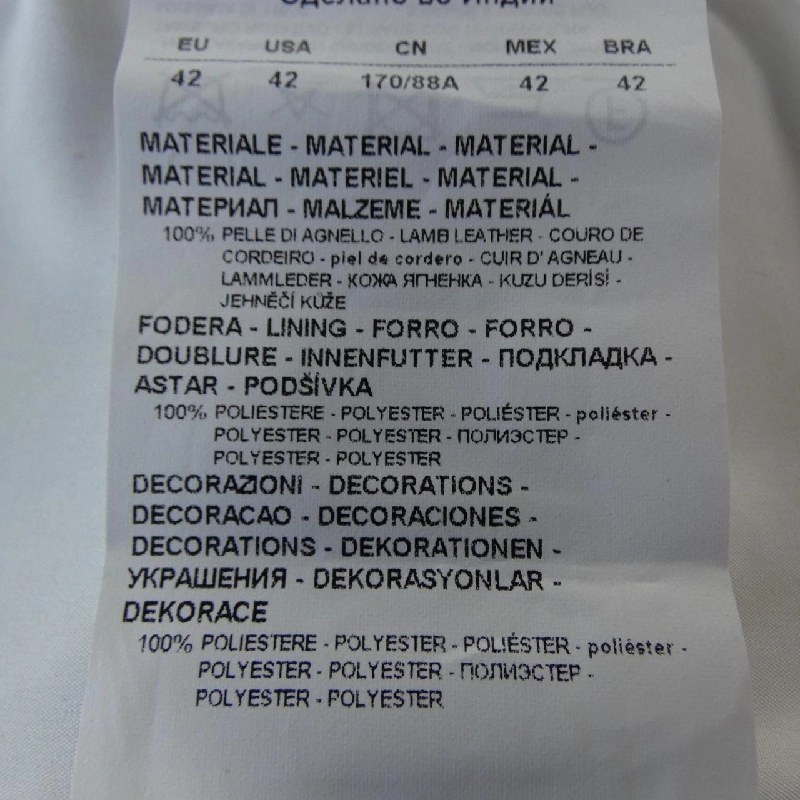 Сделано во Индии
EU USA CN MEX BRA
42 42 170/88A 42 42
MATERIALE - MATERIAL - MATERIAL -
MATERIAL - MATERIEL - MATERIAL -
МАТЕРИАЛ - MALZEME - MATERIÁL
100% PELLE DI AGNELLO - LAMB LEATHER - COURO DE
CORDEIRO - piel de cordero - CUIR D'AGNEAU -
LAMMLEDER - КОЖА ЯГНЕНКА - KUZU DERİSİ -
JEHNĚČÍ KŮŽE
FODERA - LINING - FORRO - FORRO -
DOUBLURE - INNENFUTTER - ПОДКЛАДКА -
ASTAR - PODŠÍVKA
100% POLIESTERE - POLYESTER - POLIÉSTER - poliéster -
POLYESTER - POLYESTER - ПОЛИЭСТЕР -
POLYESTER - POLYESTER
DECORAZIONI - DECORATIONS -
DECORACAO - DECORACIONES -
DECORATIONS - DEKORATIONEN -
УКРАШЕНИЯ - DEKORASYONLAR -
DEKORACE
100% POLIESTERE - POLYESTER - POLIÉSTER - poliéster -
POLYESTER - POLYESTER - ПОЛИЭСТЕР -
POLYESTER - POLYESTER